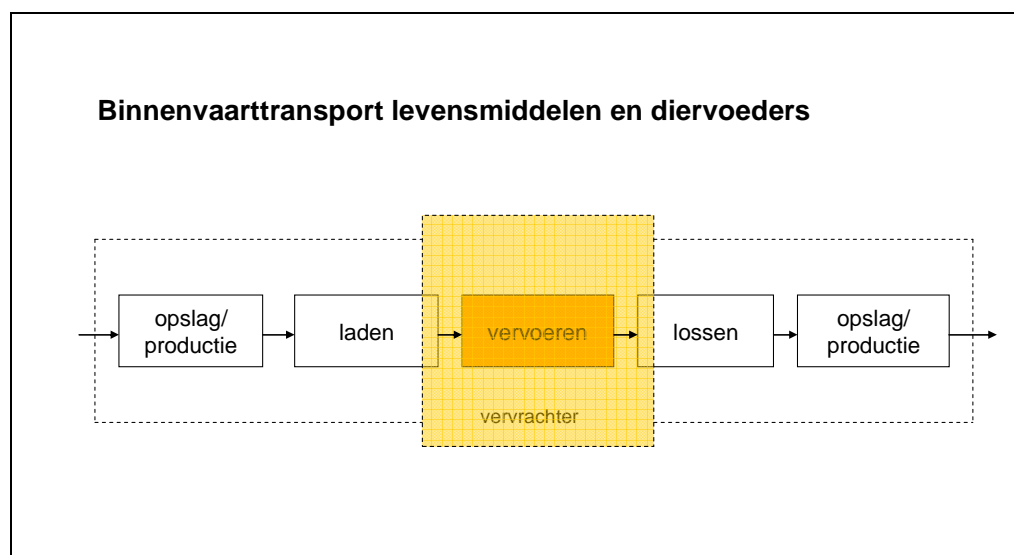 Binnenvaarttransport levensmiddelen en diervoeders
opslag/
productie
laden
vervoeren
lossen
opslag/
productie
vervrachter